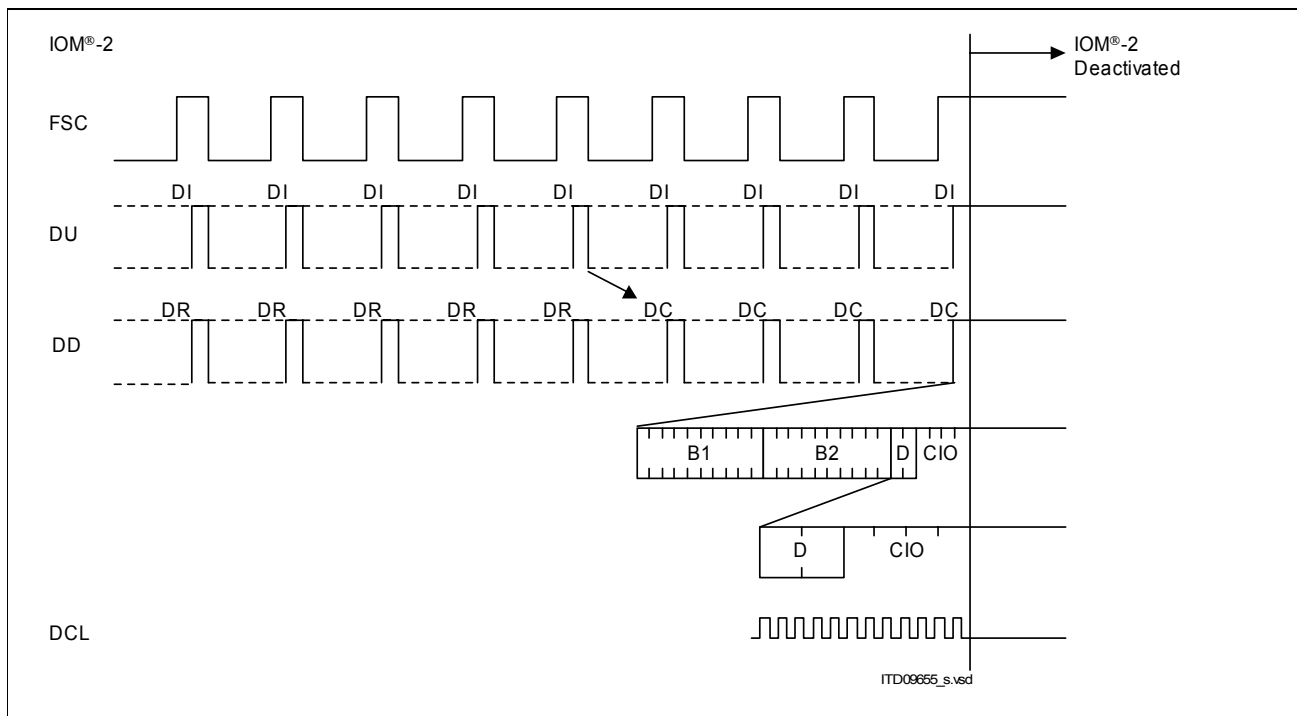 IOM®-2
IOM®-2
Deactivated
FSC
DI DI DI DI DI DI DI DI DI
DU
DR DR DR DR DR DC DC DC DC
DD
B1 B2 D CIO
D CIO
DCL
ITD09655_s.vsd